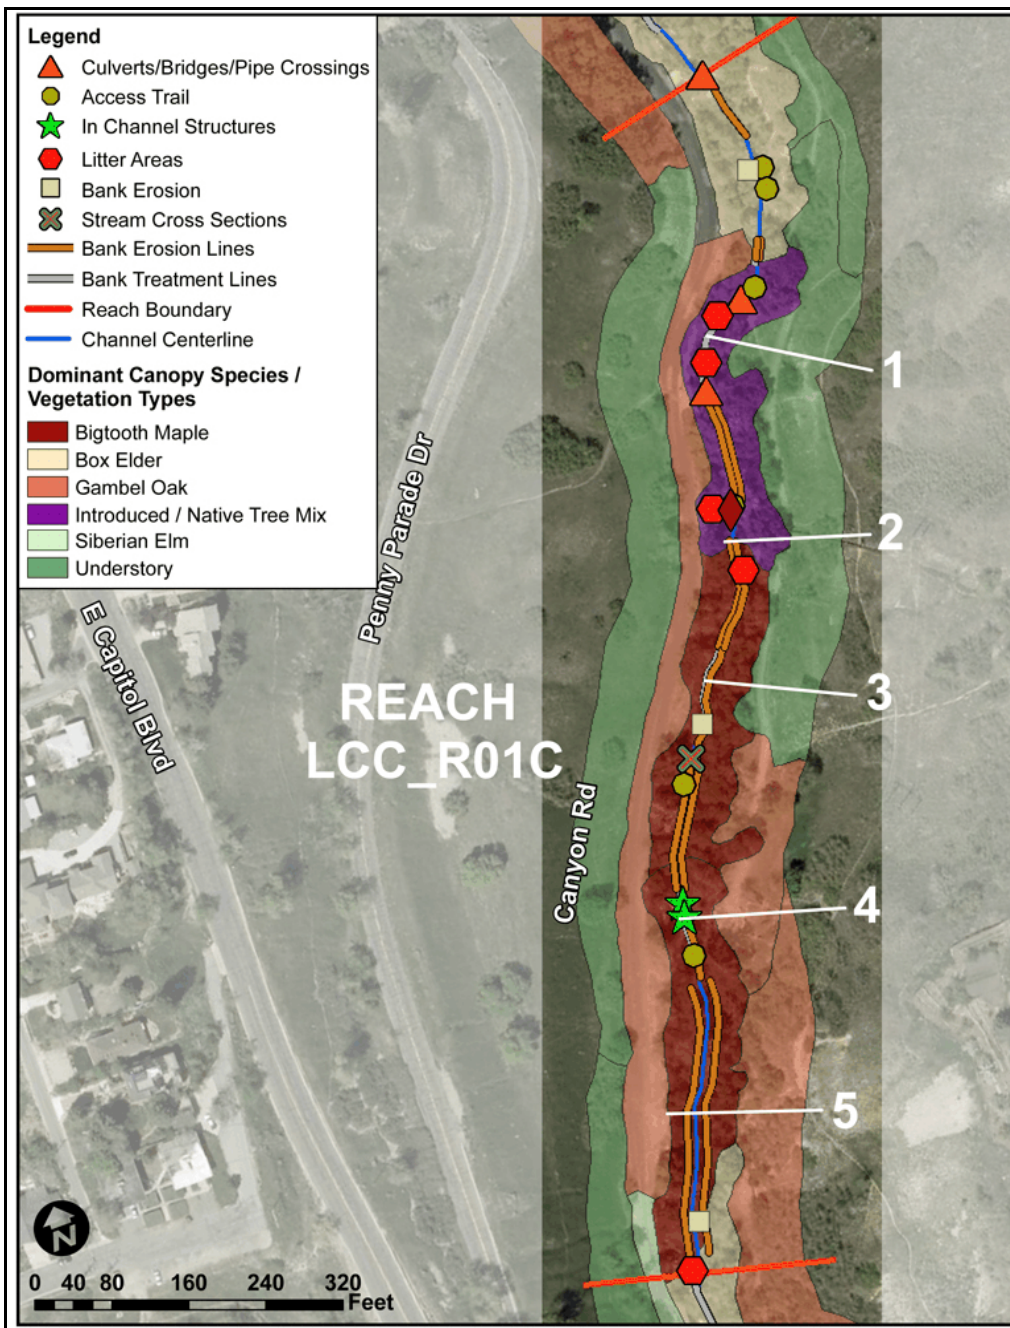 Legend
Culverts/Bridges/Pipe Crossings
Access Trail
In Channel Structures
Litter Areas
Bank Erosion
Stream Cross Sections
Bank Erosion Lines
Bank Treatment Lines
Reach Boundary
Channel Centerline
Dominant Canopy Species /
Vegetation Types
Bigtooth Maple
Box Elder
Gambel Oak
Introduced / Native Tree Mix
Siberian Elm
Understory
1
2
3
4
5
Penny Parade Dr
E Capitol Blvd
REACH
LCC_R01C
Canyon Rd
N
0 40 80 160 240 320
Feet